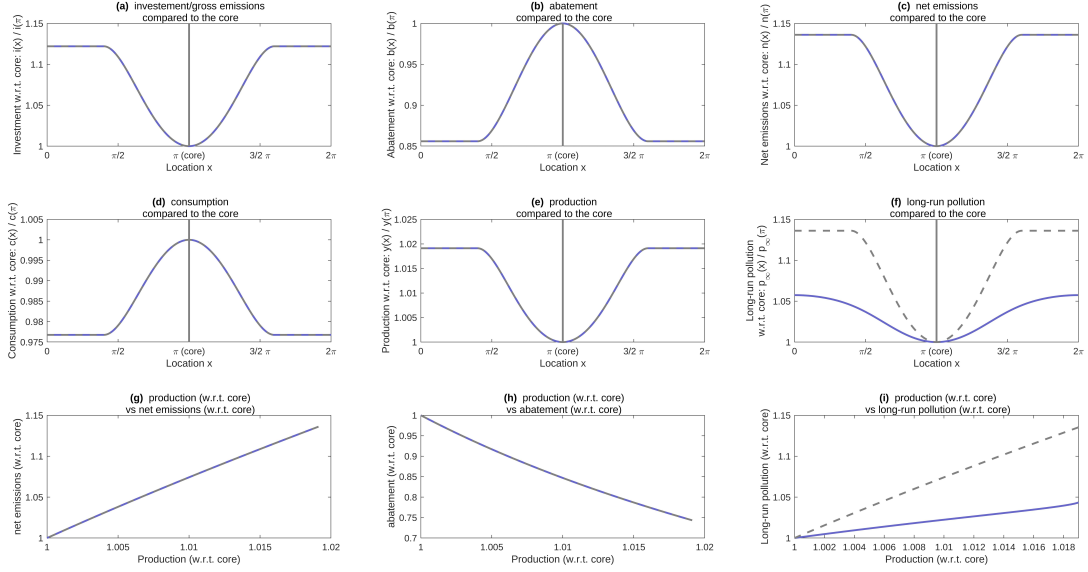 (a) investement/gross emissions
compared to the core
Investment w.r.t. core: i(x) / i(π)
1.15
1.1
1.05
1
0
π/2
π (core)
3/2 π
2π
Location x
(b) abatement
compared to the core
Abatement w.r.t. core: b(x) / b(π)
1
0.95
0.9
0.85
0
π/2
π (core)
3/2 π
2π
Location x
(c) net emissions
compared to the core
Net emissions w.r.t. core: n(x) / n(π)
1.15
1.1
1.05
1
0
π/2
π (core)
3/2 π
2π
Location x
(d) consumption
compared to the core
Consumption w.r.t. core: c(x) / c(π)
1.005
1
0.995
0.99
0.985
0.98
0.975
0
π/2
π (core)
3/2 π
2π
Location x
(e) production
compared to the core
Production w.r.t. core: y(x) / y(π)
1.025
1.02
1.015
1.01
1.005
1
0
π/2
π (core)
3/2 π
2π
Location x
(f) long-run pollution
compared to the core
Long-run pollution
w.r.t. core: p∞(x) / p∞(π)
1.15
1.1
1.05
1
0
π/2
π (core)
3/2 π
2π
Location x
(g) production (w.r.t. core)
vs net emissions (w.r.t. core)
net emissions (w.r.t. core)
1.15
1.1
1.05
1
1
1.005
1.01
1.015
1.02
Production (w.r.t. core)
(h) production (w.r.t. core)
vs abatement (w.r.t. core)
abatement (w.r.t. core)
1
0.95
0.9
0.85
0.8
0.75
0.7
1
1.005
1.01
1.015
1.02
Production (w.r.t. core)
(i) production (w.r.t. core)
vs long-run pollution (w.r.t. core)
Long-run pollution (w.r.t. core)
1.15
1.1
1.05
1
1
1.002
1.004
1.006
1.008
1.01
1.012
1.014
1.016
1.018
Production (w.r.t. core)